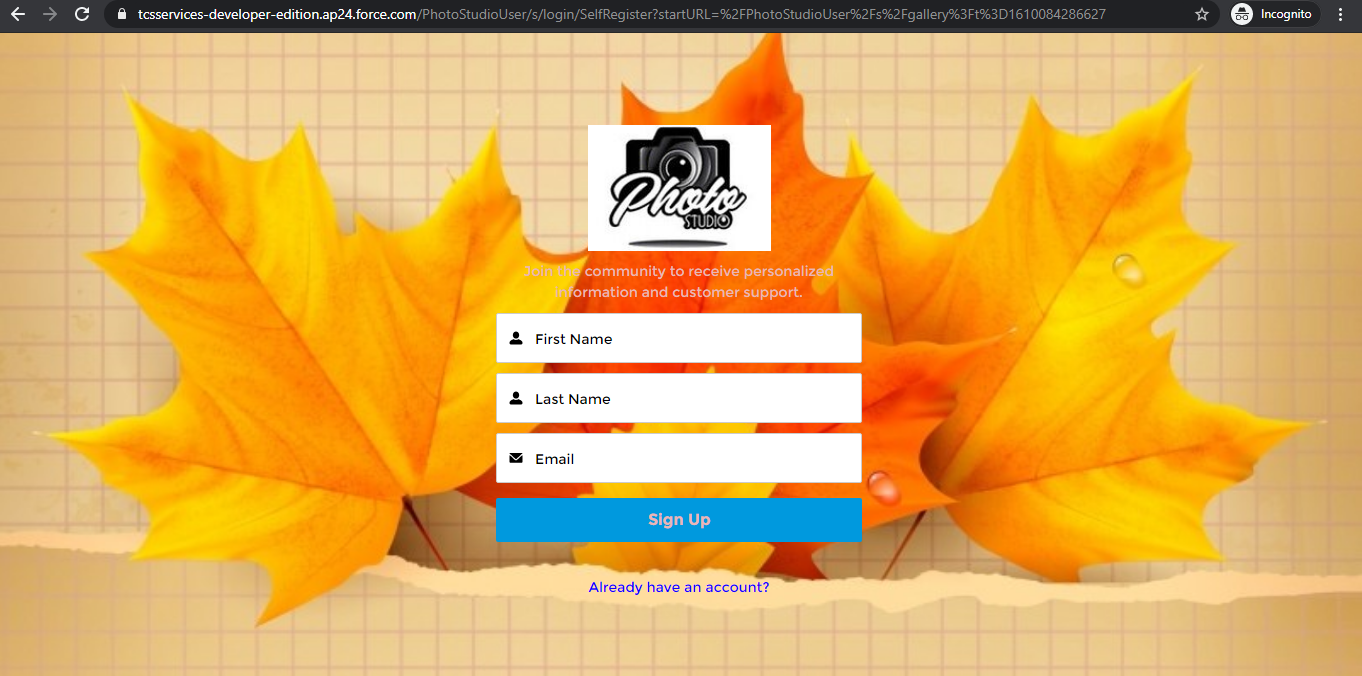 tcsservices-developer-edition.ap24.force.com/PhotoStudioUser/s/login/SelfRegister?startURL=%2FPhotoStudioUser%2Fs%2Fgallery%3Ft%3D1610084286627
Incognito
Photo
STUDIO
Join the community to receive personalized
information and customer support.
First Name
Last Name
Email
Sign Up
Already have an account?